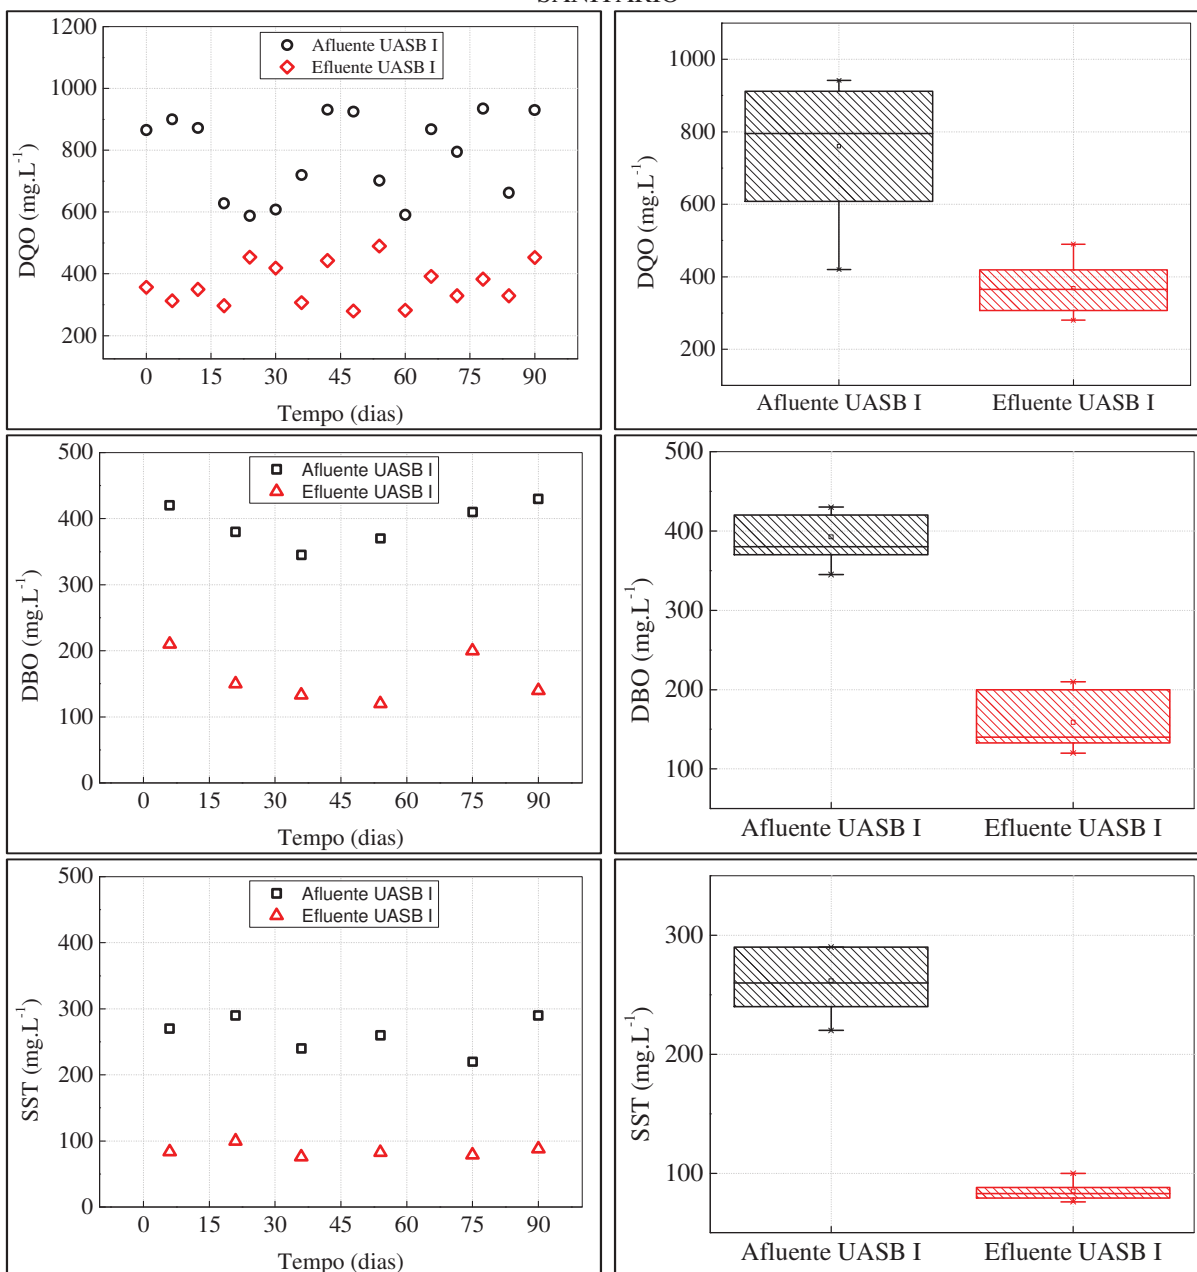 SANITÁRIO
1200
1000
800
600
400
200
DQO (mg.L⁻¹)
Afluente UASB I
Efluente UASB I
0 15 30 45 60 75 90
Tempo (dias)
1000
800
600
400
200
DQO (mg.L⁻¹)
Afluente UASB I Efluente UASB I
500
400
300
200
100
0
DBO (mg.L⁻¹)
Afluente UASB I
Efluente UASB I
0 15 30 45 60 75 90
Tempo (dias)
500
400
300
200
100
DBO (mg.L⁻¹)
Afluente UASB I Efluente UASB I
500
400
300
200
100
0
SST (mg.L⁻¹)
Afluente UASB I
Efluente UASB I
0 15 30 45 60 75 90
Tempo (dias)
300
200
100
SST (mg.L⁻¹)
Afluente UASB I Efluente UASB I